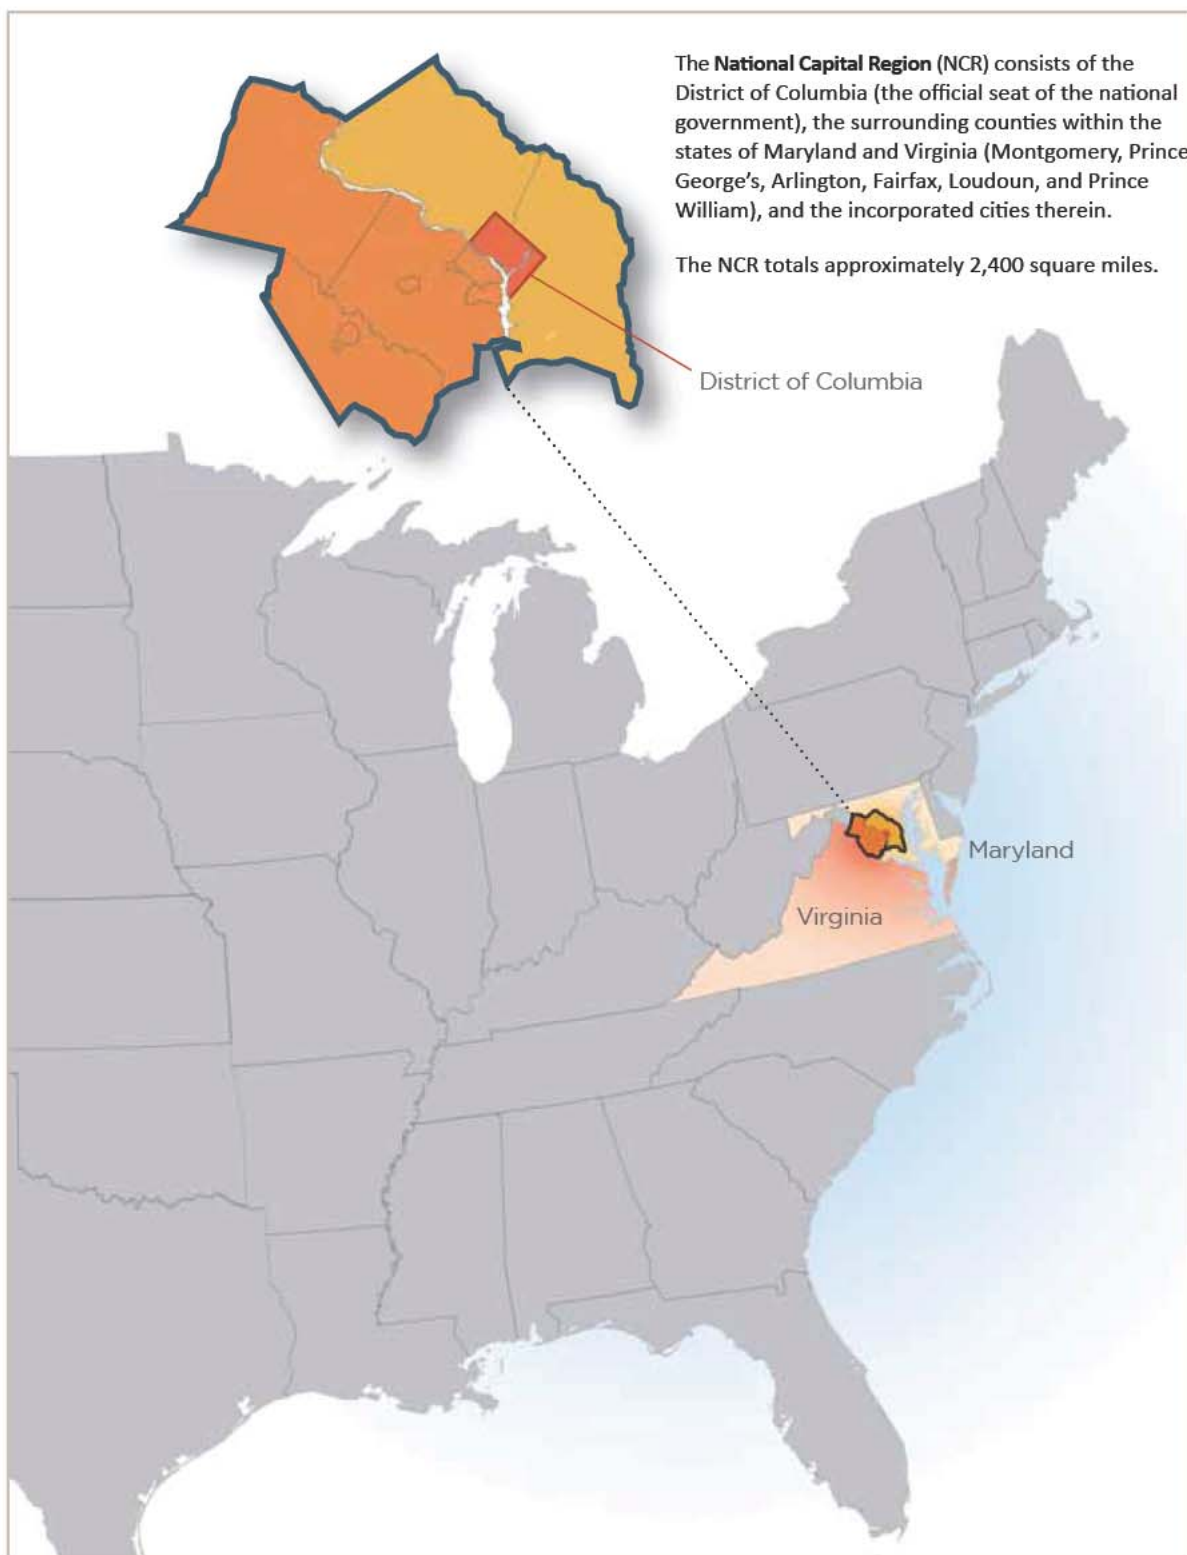 The National Capital Region (NCR) consists of the
District of Columbia (the official seat of the national
government), the surrounding counties within the
states of Maryland and Virginia (Montgomery, Prince
George’s, Arlington, Fairfax, Loudoun, and Prince
William), and the incorporated cities therein.
The NCR totals approximately 2,400 square miles.
District of Columbia
Maryland
Virginia